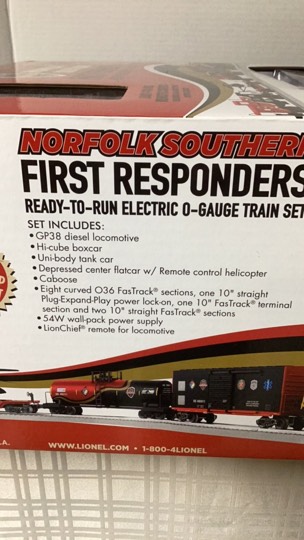 NORFOLK SOUTHERN
FIRST RESPONDERS
READY-TO-RUN ELECTRIC O-GAUGE TRAIN SET
SET INCLUDES:
• GP38 diesel locomotive
• Hi-cube boxcar
• Uni-body tank car
• Depressed center flatcar w/ Remote control helicopter
• Caboose
• Eight curved O36 FasTrack® sections, one 10" straight
Plug-Expand-Play power lock-on, one 10" FasTrack® terminal
section and two 10" straight FasTrack® sections
• 54W wall-pack power supply
• LionChief® remote for locomotive
WWW.LIONEL.COM • 1-800-4LIONEL